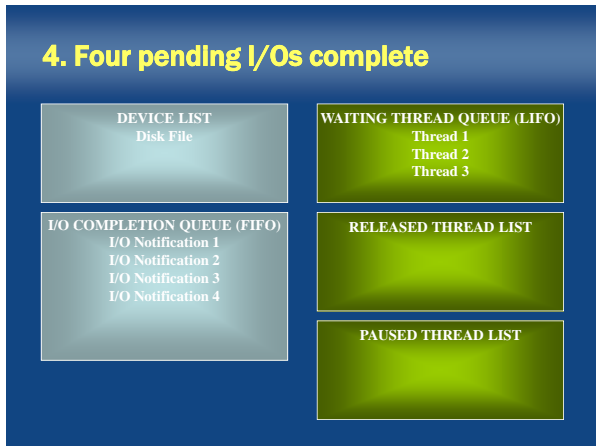 4. Four pending I/Os complete
DEVICE LIST
Disk File
I/O COMPLETION QUEUE (FIFO)
I/O Notification 1
I/O Notification 2
I/O Notification 3
I/O Notification 4
WAITING THREAD QUEUE (LIFO)
Thread 1
Thread 2
Thread 3
RELEASED THREAD LIST
PAUSED THREAD LIST